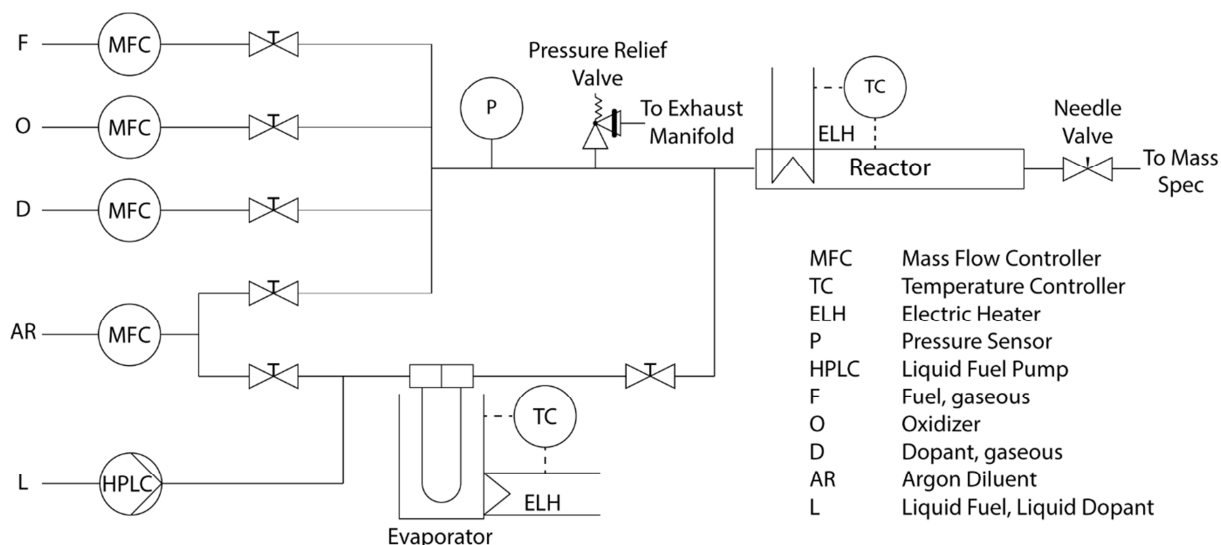 F
MFC
Pressure Relief
Valve
P
To Exhaust
Manifold
TC
ELH
Needle
Valve
O
MFC
Reactor
To Mass
Spec
D
MFC
AR
MFC
TC
L
HPLC
ELH
Evaporator
MFC Mass Flow Controller
TC Temperature Controller
ELH Electric Heater
P Pressure Sensor
HPLC Liquid Fuel Pump
F Fuel, gaseous
O Oxidizer
D Dopant, gaseous
AR Argon Diluent
L Liquid Fuel, Liquid Dopant